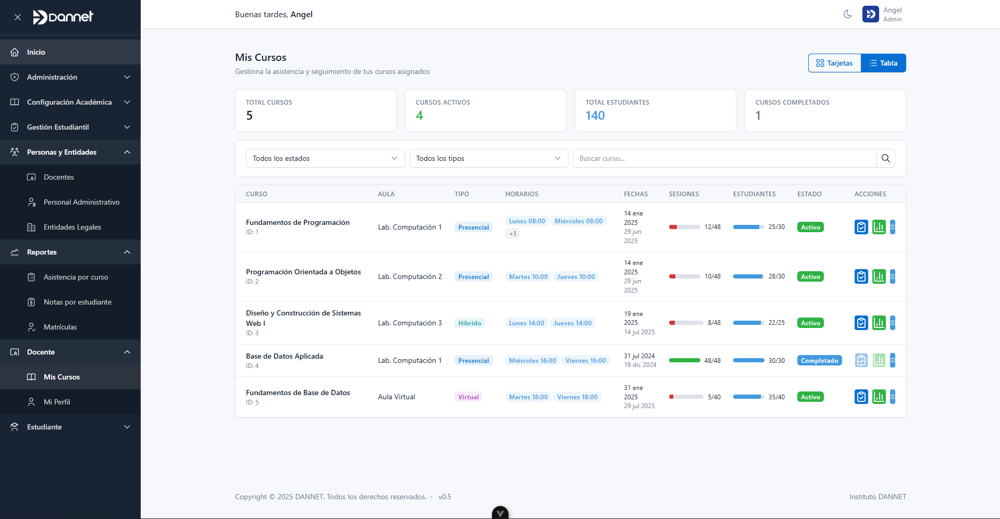 Dannet
Buenas tardes, Angel
Angel
Admin
Inicio
Administración
Configuración Académica
Gestión Estudiantil
Personas y Entidades
Docentes
Personal Administrativo
Entidades Legales
Reportes
Asistencia por curso
Notas por estudiante
Matrículas
Docente
Mis Cursos
Mi Perfil
Estudiante
Mis Cursos
Gestiona la asistencia y seguimiento de tus cursos asignados
Tarjetas
Tabla
TOTAL CURSOS
5
CURSOS ACTIVOS
4
TOTAL ESTUDIANTES
140
CURSOS COMPLETADOS
1
Todos los estados
Todos los tipos
Buscar curso...
CURSO AULA TIPO HORARIOS FECHAS SESIONES ESTUDIANTES ESTADO ACCIONES
Fundamentos de Programación
ID: 1
Lab. Computación 1
Presencial
Lunes 08:00 Miércoles 08:00
+1
14 ene
2025
29 jun
2025
12/48
25/30
Activo
Programación Orientada a Objetos
ID: 2
Lab. Computación 2
Presencial
Martes 10:00 Jueves 10:00
14 ene
2025
29 jun
2025
10/48
28/30
Activo
Diseño y Construcción de Sistemas
Web I
ID: 3
Lab. Computación 3
Híbrido
Lunes 14:00 Jueves 14:00
19 ene
2025
14 jul 2025
8/48
22/25
Activo
Base de Datos Aplicada
ID: 4
Lab. Computación 1
Presencial
Miércoles 16:00 Viernes 16:00
31 jul 2024
19 dic 2024
48/48
30/30
Completado
Fundamentos de Base de Datos
ID: 5
Aula Virtual
Virtual
Martes 18:00 Viernes 18:00
31 ene
2025
29 jul 2025
5/40
35/40
Activo
Copyright © 2025 DANNET. Todos los derechos reservados. · v0.5
Instituto DANNET